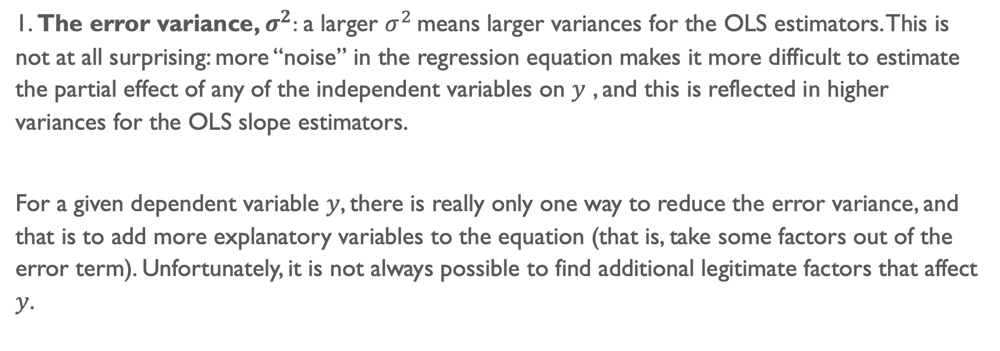 1. The error variance, σ²: a larger σ² means larger variances for the OLS estimators. This is
not at all surprising: more “noise” in the regression equation makes it more difficult to estimate
the partial effect of any of the independent variables on y , and this is reflected in higher
variances for the OLS slope estimators.
For a given dependent variable y, there is really only one way to reduce the error variance, and
that is to add more explanatory variables to the equation (that is, take some factors out of the
error term). Unfortunately, it is not always possible to find additional legitimate factors that affect
y.